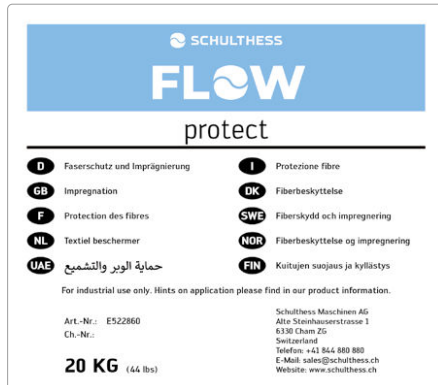 SCHULTHESS
FLOW
protect
D Faserschutz und Imprägnierung
GB Impregnation
F Protection des fibres
NL Textiel beschermer
UAE حماية الوبر والتشميع
I Protezione fibre
DK Fiberbeskyttelse
SWE Fiberskydd och impregnering
NOR Fiberbeskyttelse og impregnering
FIN Kuitujen suojaus ja kyllästys
For industrial use only. Hints on application please find in our product information.
Art.-Nr.: E522860
Ch.-Nr.:
20 KG (44 lbs)
Schulthess Maschinen AG
Alte Steinhauserstrasse 1
6330 Cham ZG
Switzerland
Telefon: +41 844 880 880
E-Mail: sales@schulthess.ch
Website: www.schulthess.ch